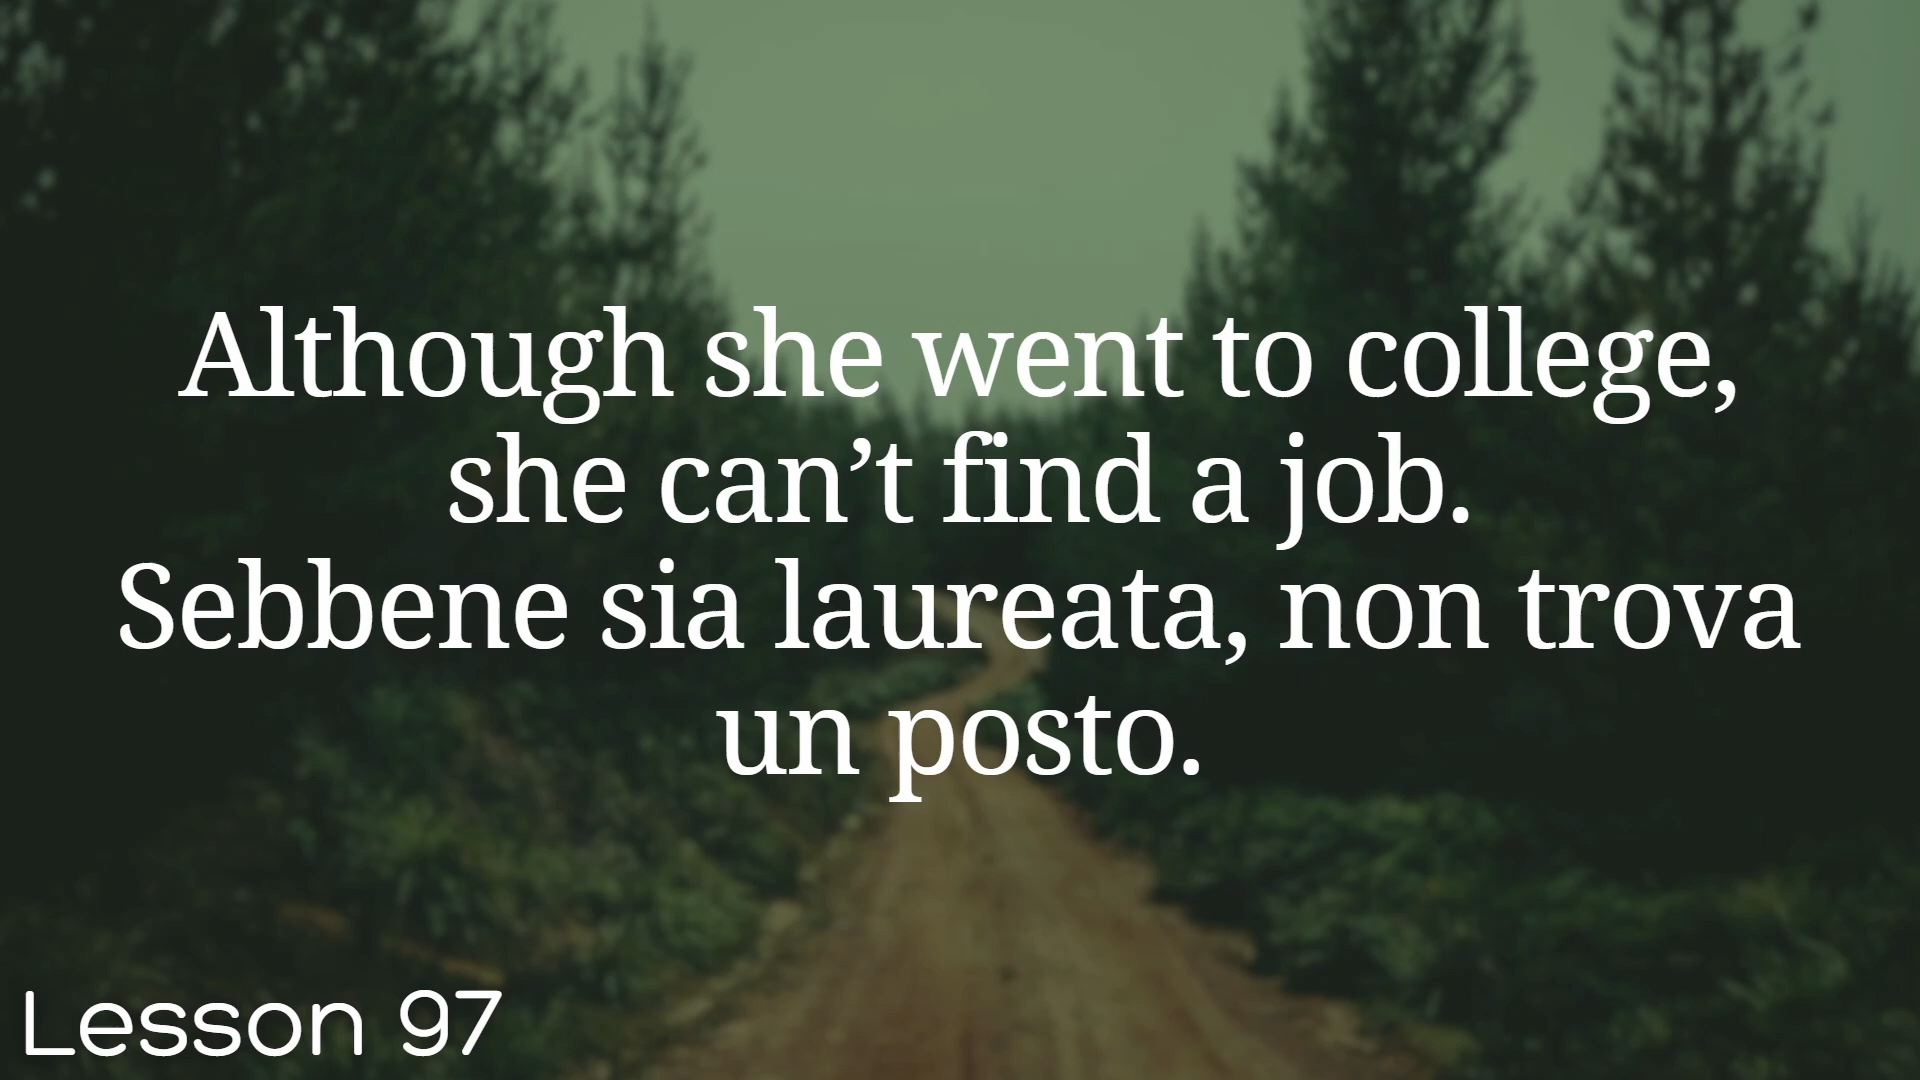 Although she went to college,
she can’t find a job.
Sebbene sia laureata, non trova
un posto.
Lesson 97